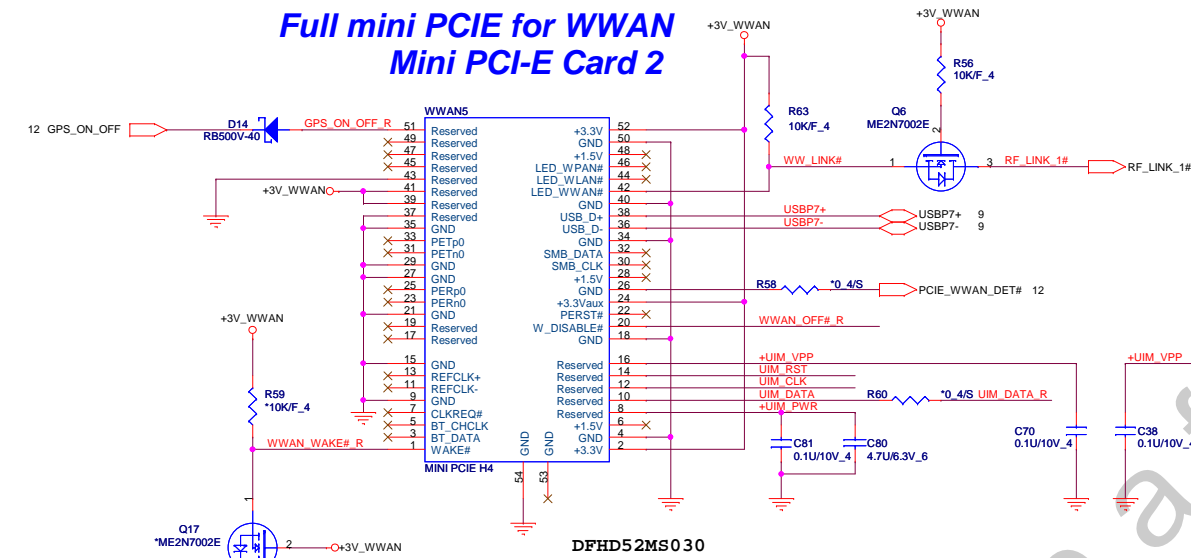 Full mini PCIE for WWAN
Mini PCI-E Card 2
+3V_WWAN
+3V_WWAN
R56
10K/F_4
R63
10K/F_4
Q6
ME2N7002E
2
12 GPS_ON_OFF
D14
RB500V-40
GPS_ON_OFF_R
WW_LINK#
1
3
RF_LINK_1#
RF_LINK_1#
WWAN5
51 Reserved +3.3V 52
49 Reserved GND 50
47 Reserved +1.5V 48
45 Reserved LED_WPAN# 46
43 Reserved LED_WLAN# 44
41 Reserved LED_WWAN# 42
39 Reserved GND 40
37 Reserved USB_D+ 38
35 GND USB_D- 36
33 PETp0 GND 34
31 PETn0 SMB_DATA 32
29 GND SMB_CLK 30
27 GND +1.5V 28
25 PERp0 GND 26
23 PERn0 +3.3Vaux 24
21 GND PERST# 22
19 Reserved W_DISABLE# 20
17 Reserved GND 18
15 GND Reserved 16
13 REFCLK+ Reserved 14
11 REFCLK- Reserved 12
9 GND Reserved 10
7 CLKREQ# Reserved 8
5 BT_CHCLK +1.5V 6
3 BT_DATA GND 4
1 WAKE# +3.3V 2
GND GND
54 53
MINI PCIE H4
+3V_WWAN
USBP7+
USBP7+ 9
USBP7-
USBP7- 9
R58
*0_4/S
PCIE_WWAN_DET# 12
WWAN_OFF#_R
+UIM_VPP
UIM_RST
UIM_CLK
UIM_DATA
R60
*0_4/S
UIM_DATA_R
+UIM_PWR
+UIM_VPP
C81
0.1U/10V_4
C80
4.7U/6.3V_6
C70
0.1U/10V_4
C38
0.1U/10V_4
+3V_WWAN
R59
*10K/F_4
WWAN_WAKE#_R
1
Q17
*ME2N7002E
2
+3V_WWAN
DFHD52MS030